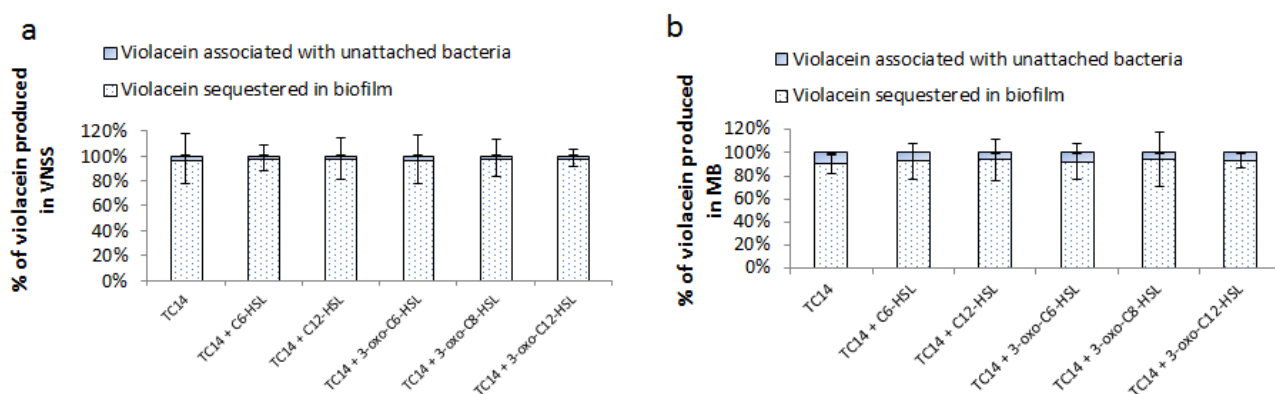 a
Violacein associated with unattached bacteria
Violacein sequestered in biofilm
% of violacein produced
in VNSS
120%
100%
80%
60%
40%
20%
0%
TC14
TC14 + C6-HSL
TC14 + C12-HSL
TC14 + 3-oxo-C6-HSL
TC14 + 3-oxo-C8-HSL
TC14 + 3-oxo-C12-HSL
b
Violacein associated with unattached bacteria
Violacein sequestered in biofilm
% of violacein produced
in MB
120%
100%
80%
60%
40%
20%
0%
TC14
TC14 + C6-HSL
TC14 + C12-HSL
TC14 + 3-oxo-C6-HSL
TC14 + 3-oxo-C8-HSL
TC14 + 3-oxo-C12-HSL